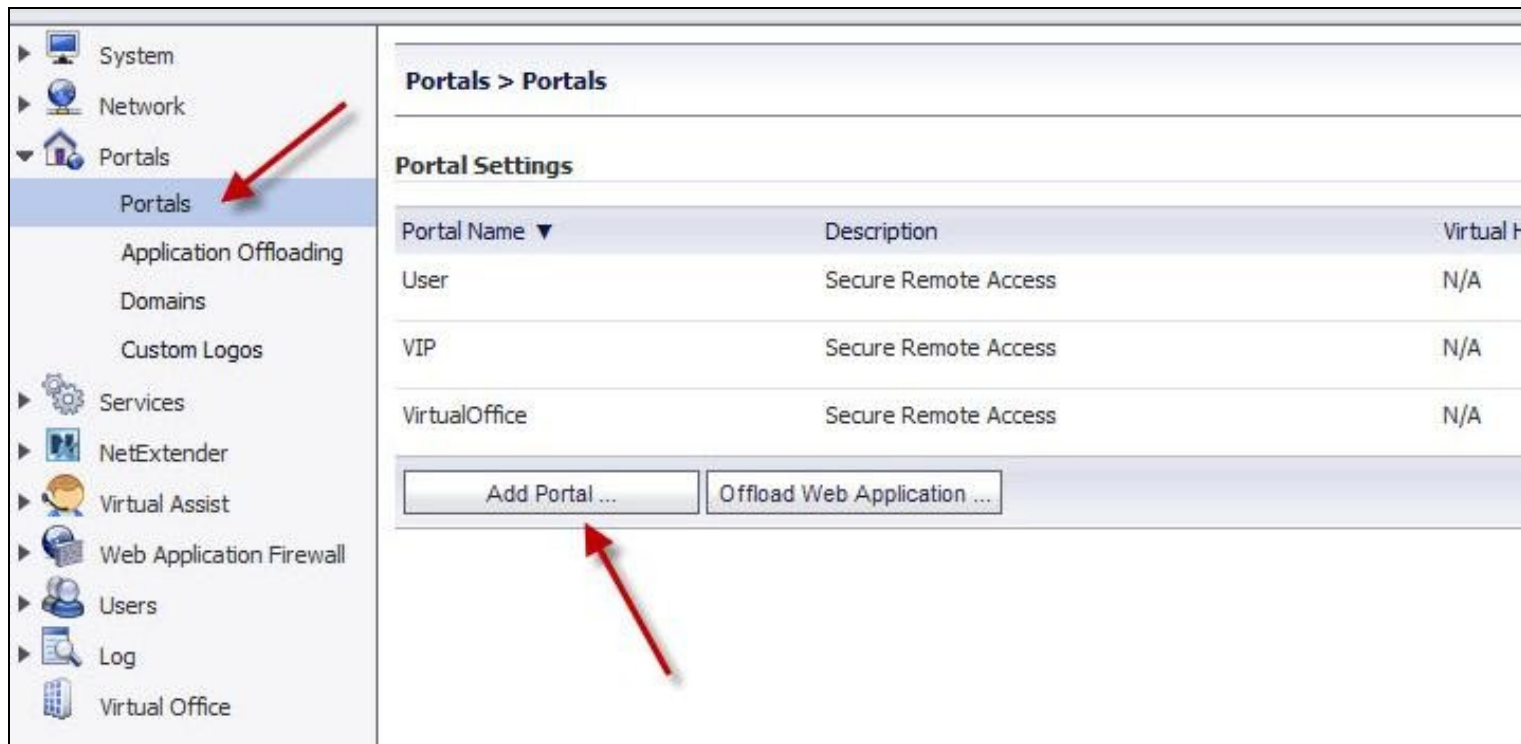 System
Network
Portals
Portals
Application Offloading
Domains
Custom Logos
Services
NetExtender
Virtual Assist
Web Application Firewall
Users
Log
Virtual Office
Portals > Portals
Portal Settings
Portal Name ▼ Description Virtual H
User Secure Remote Access N/A
VIP Secure Remote Access N/A
VirtualOffice Secure Remote Access N/A
Add Portal ... Offload Web Application ...